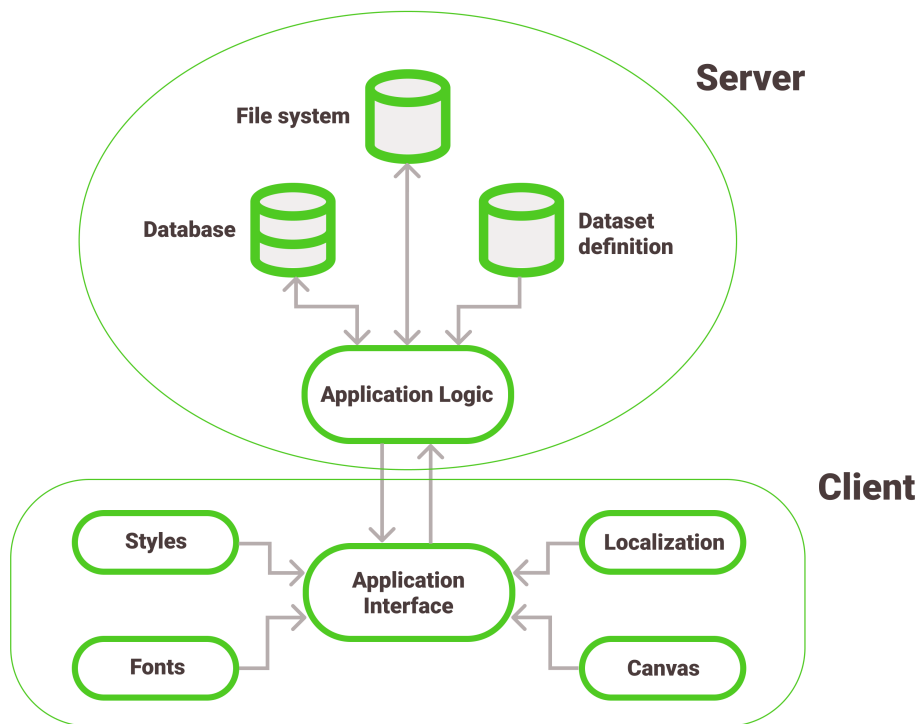 Server
File system
Database
Dataset
definition
Application Logic
Client
Styles
Localization
Application
Interface
Fonts
Canvas